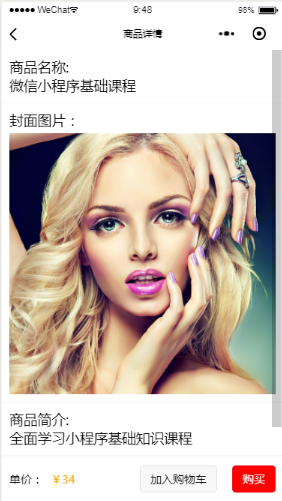 WeChat
9:48
98%
商品详情
商品名称:
微信小程序基础课程
封面图片：
商品简介:
全面学习小程序基础知识课程
单价： ￥34 加入购物车 购买